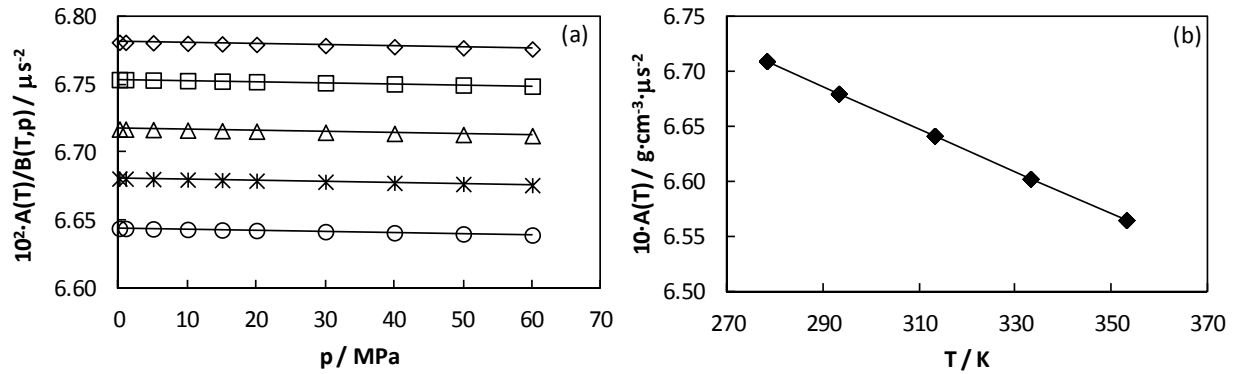 6.80
(a)
6.75
6.70
6.65
6.60
0 10 20 30 40 50 60 70
p / MPa
10²·A(T)/B(T,p) / μs⁻²
6.75
(b)
6.70
6.65
6.60
6.55
6.50
270 290 310 330 350 370
T / K
10·A(T) / g·cm⁻³·μs⁻²